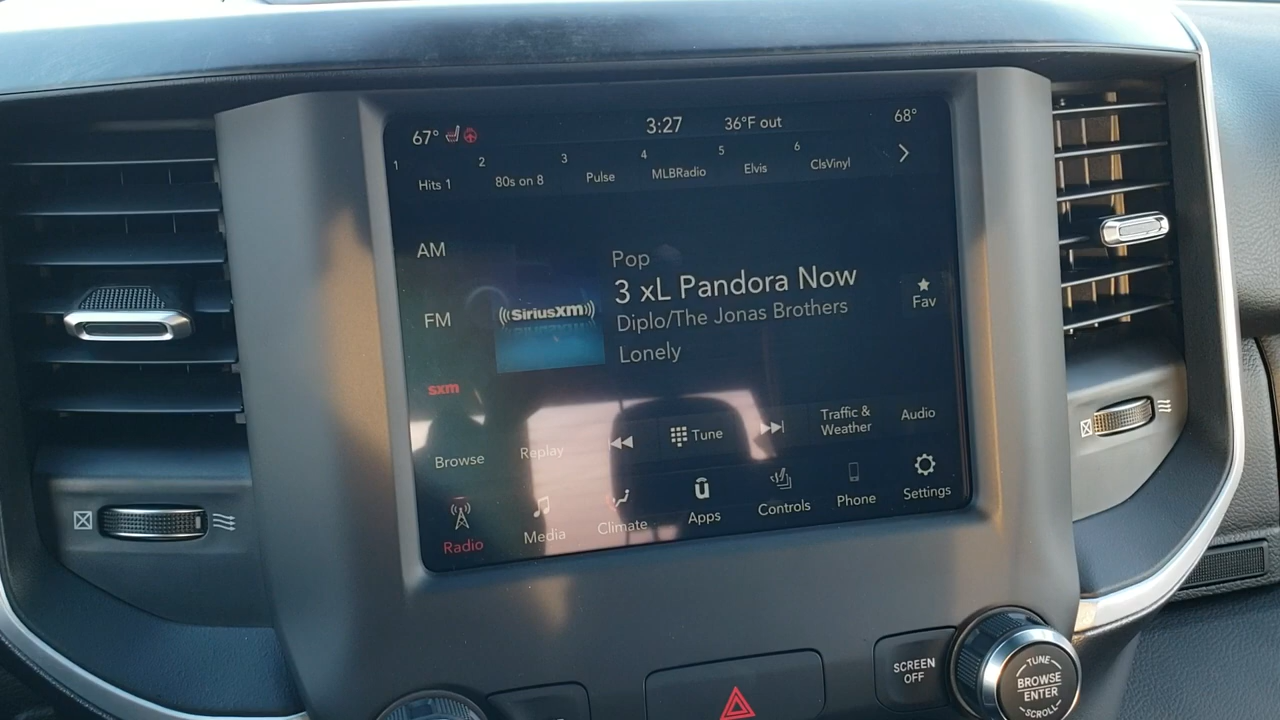 67° 3:27 36°F out 68°
1 2 3 4 5 6
Hits 1 80s on 8 Pulse MLBRadio Elvis ClsVinyl
AM
Pop
3 xL Pandora Now
Diplo/The Jonas Brothers
Lonely
Fav
FM
((SiriusXM))
sxm
Browse Replay Tune Traffic &
Weather Audio
Radio Media Climate Apps Controls Phone Settings
SCREEN
OFF
TUNE
BROWSE
ENTER
SCROLL